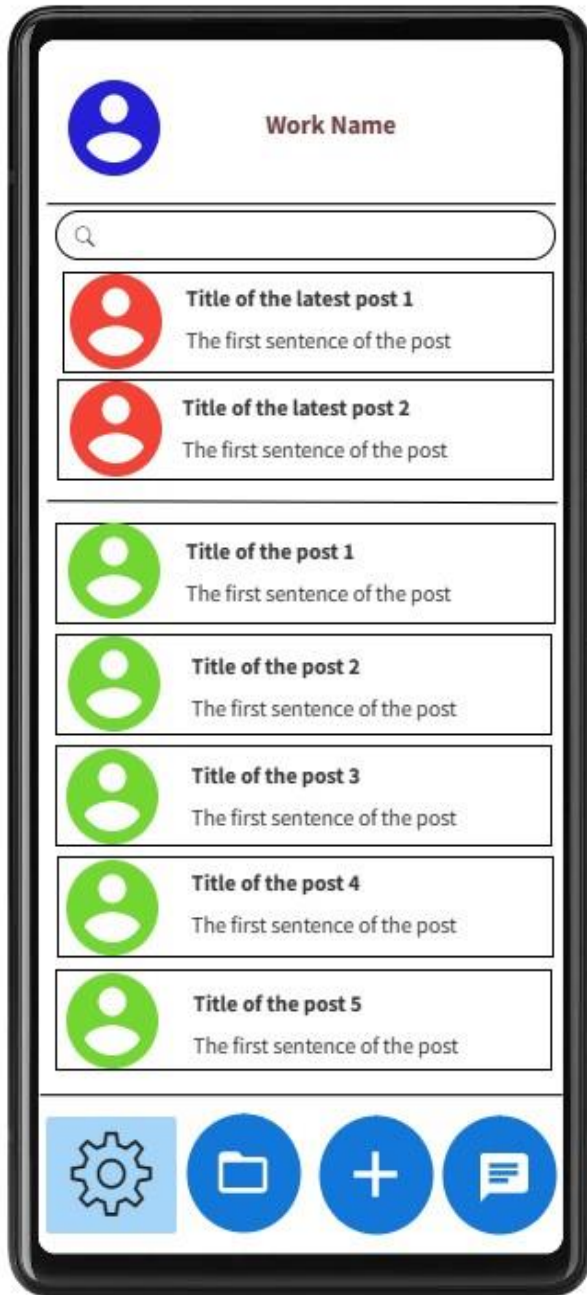 Work Name
Title of the latest post 1
The first sentence of the post
Title of the latest post 2
The first sentence of the post
Title of the post 1
The first sentence of the post
Title of the post 2
The first sentence of the post
Title of the post 3
The first sentence of the post
Title of the post 4
The first sentence of the post
Title of the post 5
The first sentence of the post